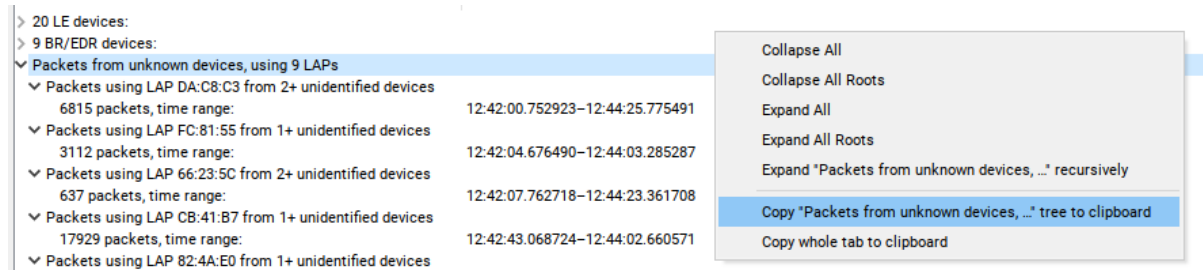 20 LE devices:
9 BR/EDR devices:
Packets from unknown devices, using 9 LAPs
Packets using LAP DA:C8:C3 from 2+ unidentified devices
6815 packets, time range: 12:42:00.752923–12:44:25.775491
Packets using LAP FC:81:55 from 1+ unidentified devices
3112 packets, time range: 12:42:04.676490–12:44:03.285287
Packets using LAP 66:23:5C from 2+ unidentified devices
637 packets, time range: 12:42:07.762718–12:44:23.361708
Packets using LAP CB:41:B7 from 1+ unidentified devices
17929 packets, time range: 12:42:43.068724–12:44:02.660571
Packets using LAP 82:4A:E0 from 1+ unidentified devices
Collapse All
Collapse All Roots
Expand All
Expand All Roots
Expand "Packets from unknown devices, ..." recursively
Copy "Packets from unknown devices, ..." tree to clipboard
Copy whole tab to clipboard